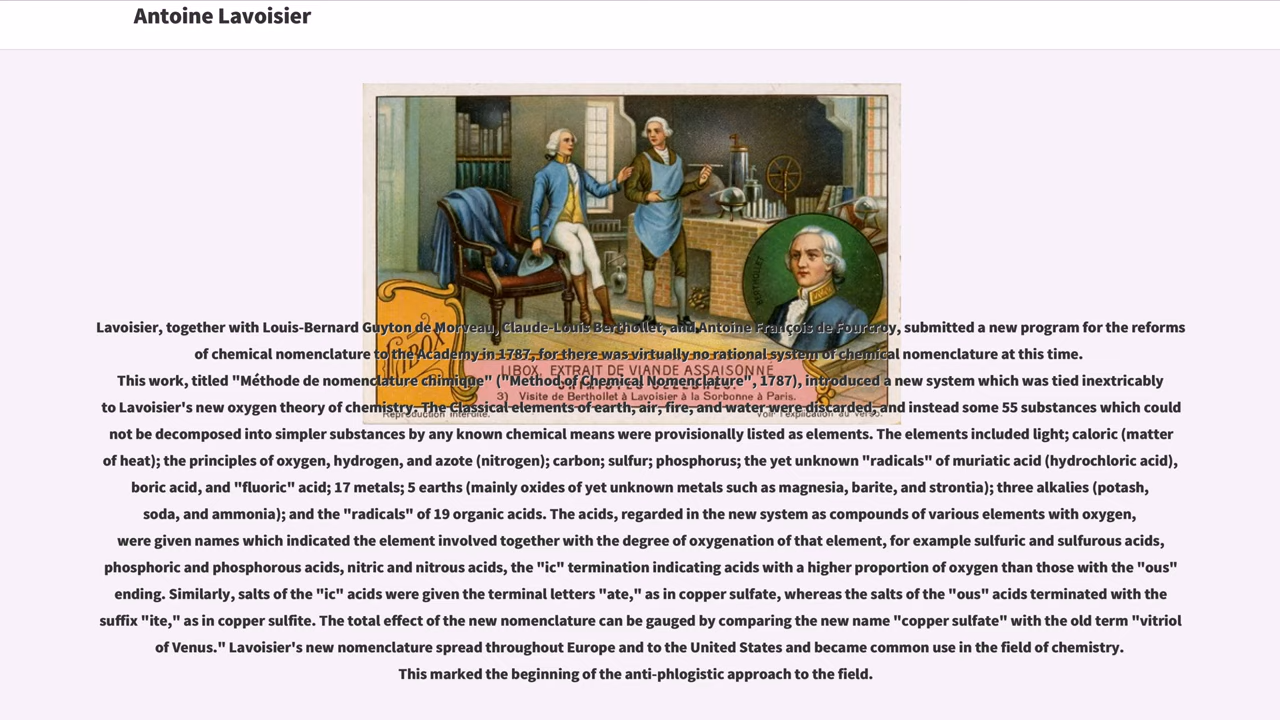 Antoine Lavoisier
BERTHOLLET
LIBOX
Lavoisier, together with Louis-Bernard Guyton de Morveau, Claude-Louis Berthollet, and Antoine François de Fourcroy, submitted a new program for the reforms
of chemical nomenclature to the Academy in 1787, for there was virtually no rational system of chemical nomenclature at this time.
LIBOX. EXTRAIT DE VIANDE ASSAISONNÉ
This work, titled "Méthode de nomenclature chimique" ("Method of Chemical Nomenclature", 1787), introduced a new system which was tied inextricably
3) Visite de Berthollet à Lavoisier à la Sorbonne à Paris.
to Lavoisier's new oxygen theory of chemistry. The Classical elements of earth, air, fire, and water were discarded, and instead some 55 substances which could
Reproduction interdite.
Voir l'explication au verso.
not be decomposed into simpler substances by any known chemical means were provisionally listed as elements. The elements included light; caloric (matter
of heat); the principles of oxygen, hydrogen, and azote (nitrogen); carbon; sulfur; phosphorus; the yet unknown "radicals" of muriatic acid (hydrochloric acid),
boric acid, and "fluoric" acid; 17 metals; 5 earths (mainly oxides of yet unknown metals such as magnesia, barite, and strontia); three alkalies (potash,
soda, and ammonia); and the "radicals" of 19 organic acids. The acids, regarded in the new system as compounds of various elements with oxygen,
were given names which indicated the element involved together with the degree of oxygenation of that element, for example sulfuric and sulfurous acids,
phosphoric and phosphorous acids, nitric and nitrous acids, the "ic" termination indicating acids with a higher proportion of oxygen than those with the "ous"
ending. Similarly, salts of the "ic" acids were given the terminal letters "ate," as in copper sulfate, whereas the salts of the "ous" acids terminated with the
suffix "ite," as in copper sulfite. The total effect of the new nomenclature can be gauged by comparing the new name "copper sulfate" with the old term "vitriol
of Venus." Lavoisier's new nomenclature spread throughout Europe and to the United States and became common use in the field of chemistry.
This marked the beginning of the anti-phlogistic approach to the field.